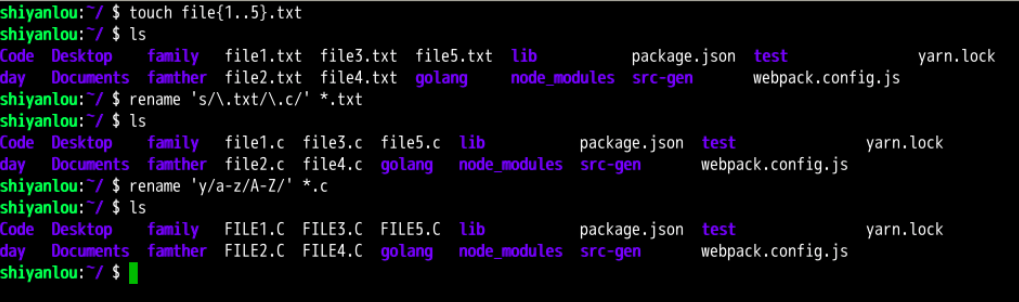 shiyanlou:~/ $ touch file{1..5}.txt
shiyanlou:~/ $ ls
Code Desktop family file1.txt file3.txt file5.txt lib package.json test yarn.lock
day Documents famther file2.txt file4.txt golang node_modules src-gen webpack.config.js
shiyanlou:~/ $ rename 's/\.txt/\.c/' *.txt
shiyanlou:~/ $ ls
Code Desktop family file1.c file3.c file5.c lib package.json test yarn.lock
day Documents famther file2.c file4.c golang node_modules src-gen webpack.config.js
shiyanlou:~/ $ rename 'y/a-z/A-Z/' *.c
shiyanlou:~/ $ ls
Code Desktop family FILE1.C FILE3.C FILE5.C lib package.json test yarn.lock
day Documents famther FILE2.C FILE4.C golang node_modules src-gen webpack.config.js
shiyanlou:~/ $